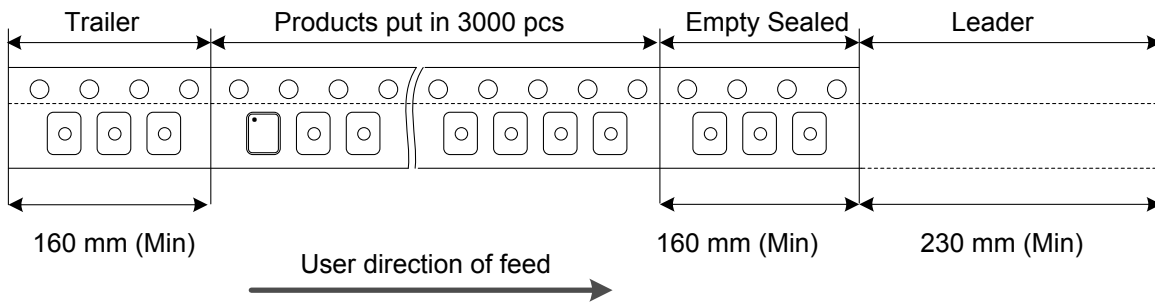 Trailer
Products put in 3000 pcs
Empty Sealed
Leader
160 mm (Min)
160 mm (Min)
230 mm (Min)
User direction of feed